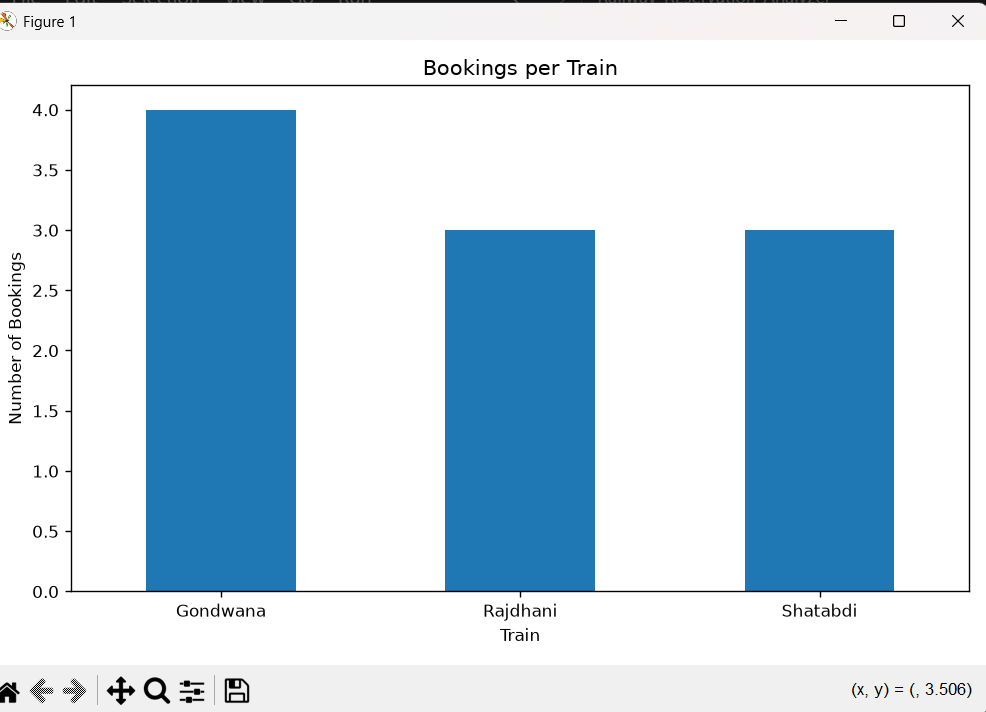 Figure 1
Bookings per Train
4.0
3.5
3.0
2.5
2.0
1.5
1.0
0.5
0.0
Number of Bookings
Gondwana Rajdhani Shatabdi
Train
(x, y) = (, 3.506)